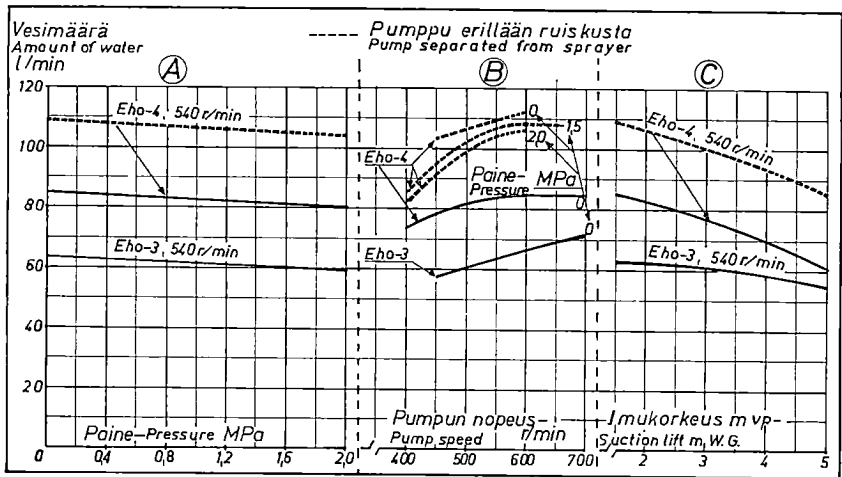 Vesimäärä
Amount of water
l/min
Pumppu erillään ruiskusta
Pump separated from sprayer
A
B
C
120
100
80
60
40
20
0
Eho-4, 540 r/min
Eho-3, 540 r/min
Paine-Pressure MPa
0,4
0,8
1,2
1,6
2,0
Eho-4
Eho-3
0
1,5
2,0
Paine-
Pressure MPa
0
0
Pumpun nopeus-
Pump speed r/min
400
500
600
700
Eho-4, 540 r/min
Eho-3, 540 r/min
Imukorkeus m vp-
Suction lift m, W.G.
2
3
4
5